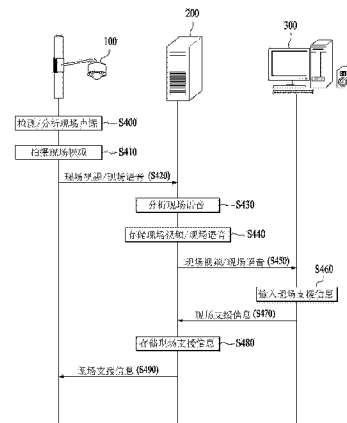 200
100
300
检测/分析现场声源
S400
拍摄现场视频
S410
现场视频/现场语音 (S420)
分析现场语音
S430
存储现场视频/现场语音
S440
现场视频/现场语音 (S450)
S460
输入现场支援信息
现场支援信息 (S470)
存储现场支援信息
S480
现场支援信息 (S490)